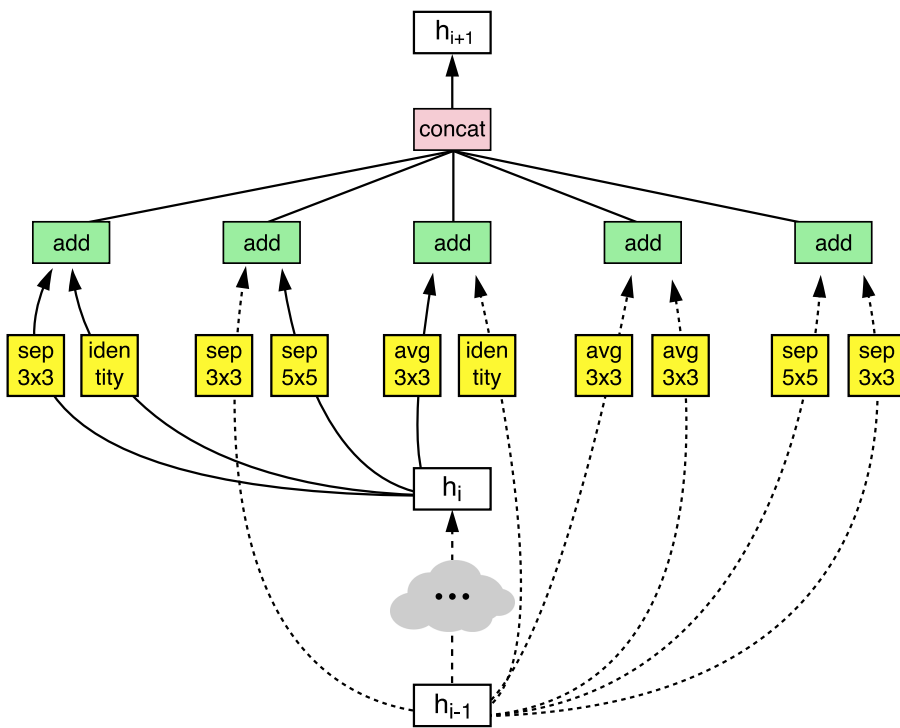 h_{i+1}
concat
add add add add add
sep 3x3
iden tity
sep 3x3
sep 5x5
avg 3x3
iden tity
avg 3x3
avg 3x3
sep 5x5
sep 3x3
h_i
...
h_{i-1}